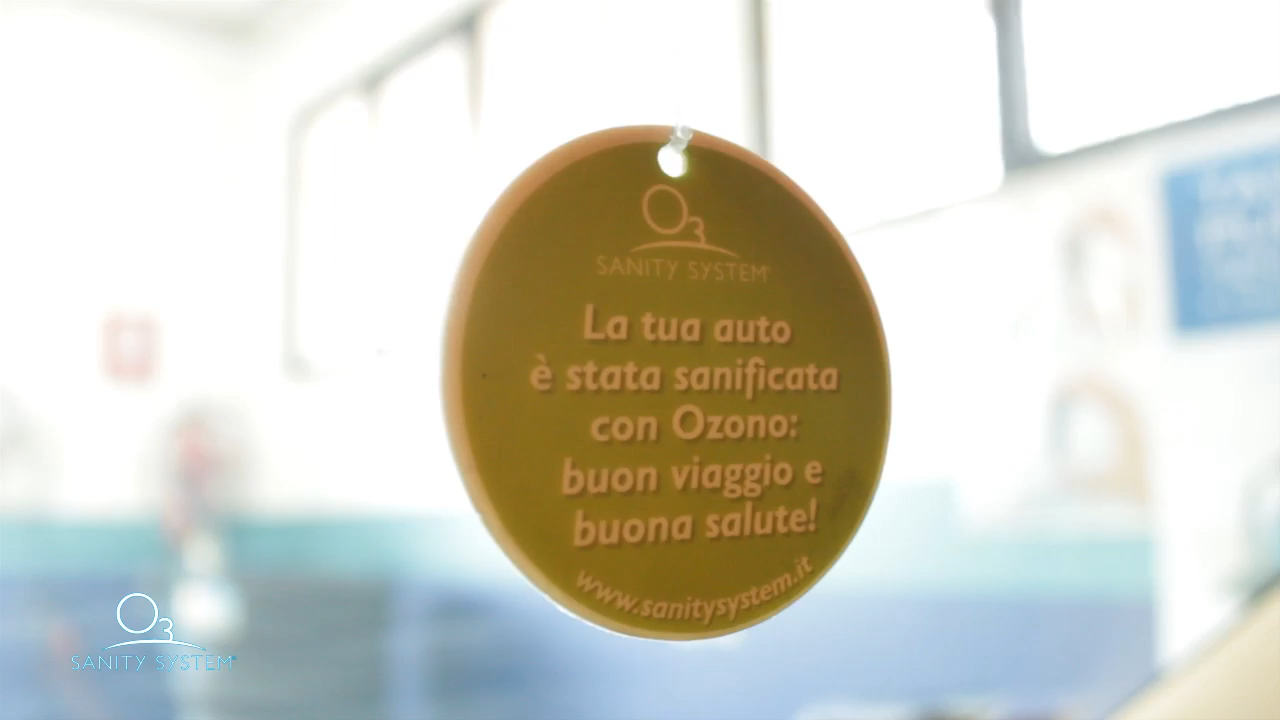 O3
SANITY SYSTEM
La tua auto
è stata sanificata
con Ozono:
buon viaggio e
buona salute!
www.sanitysystem.it
O3
SANITY SYSTEM